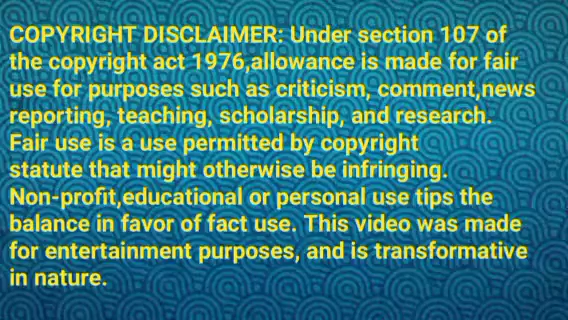 COPYRIGHT DISCLAIMER: Under section 107 of
the copyright act 1976,allowance is made for fair
use for purposes such as criticism, comment,news
reporting, teaching, scholarship, and research.
Fair use is a use permitted by copyright
statute that might otherwise be infringing.
Non-profit,educational or personal use tips the
balance in favor of fact use. This video was made
for entertainment purposes, and is transformative
in nature.